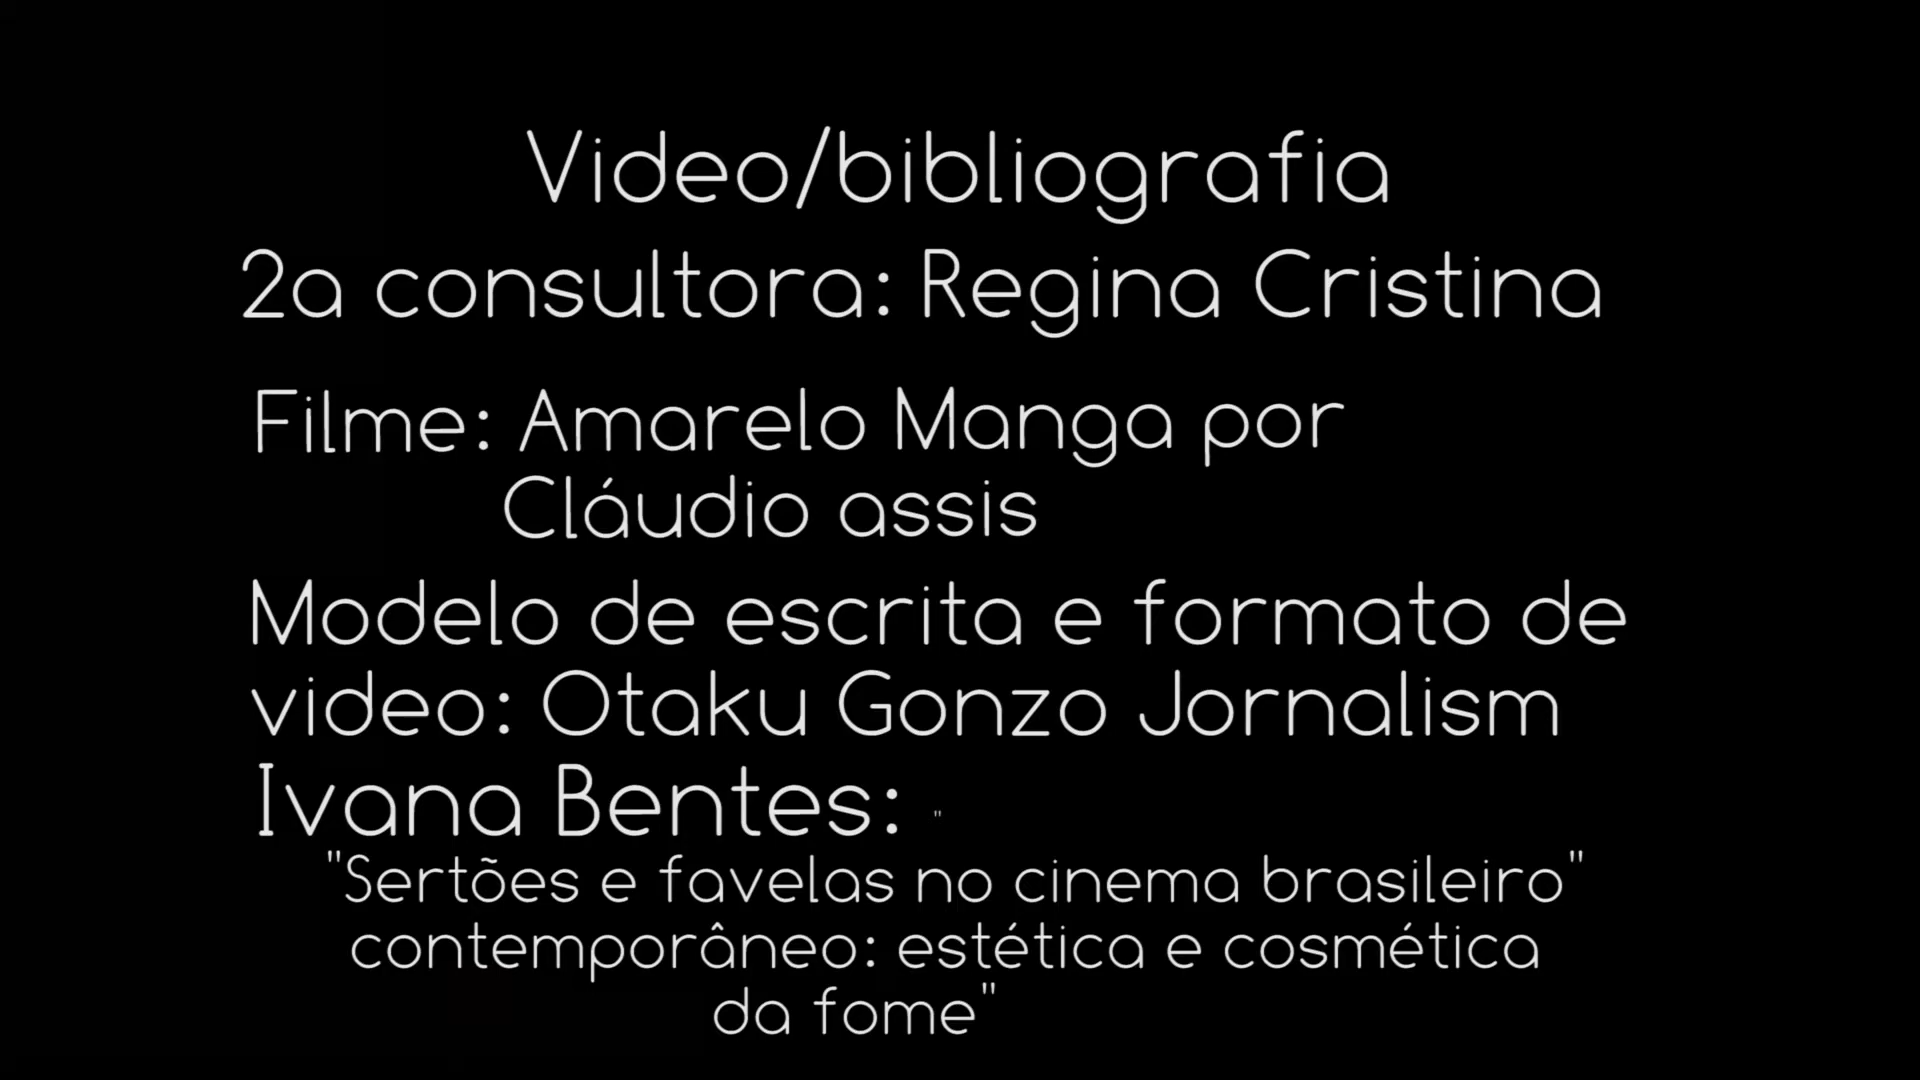 Video/bibliografia
2a consultora: Regina Cristina
Filme: Amarelo Manga por
Cláudio assis
Modelo de escrita e formato de
video: Otaku Gonzo Jornalism
Ivana Bentes: "
"Sertões e favelas no cinema brasileiro"
contemporâneo: estética e cosmética
da fome"